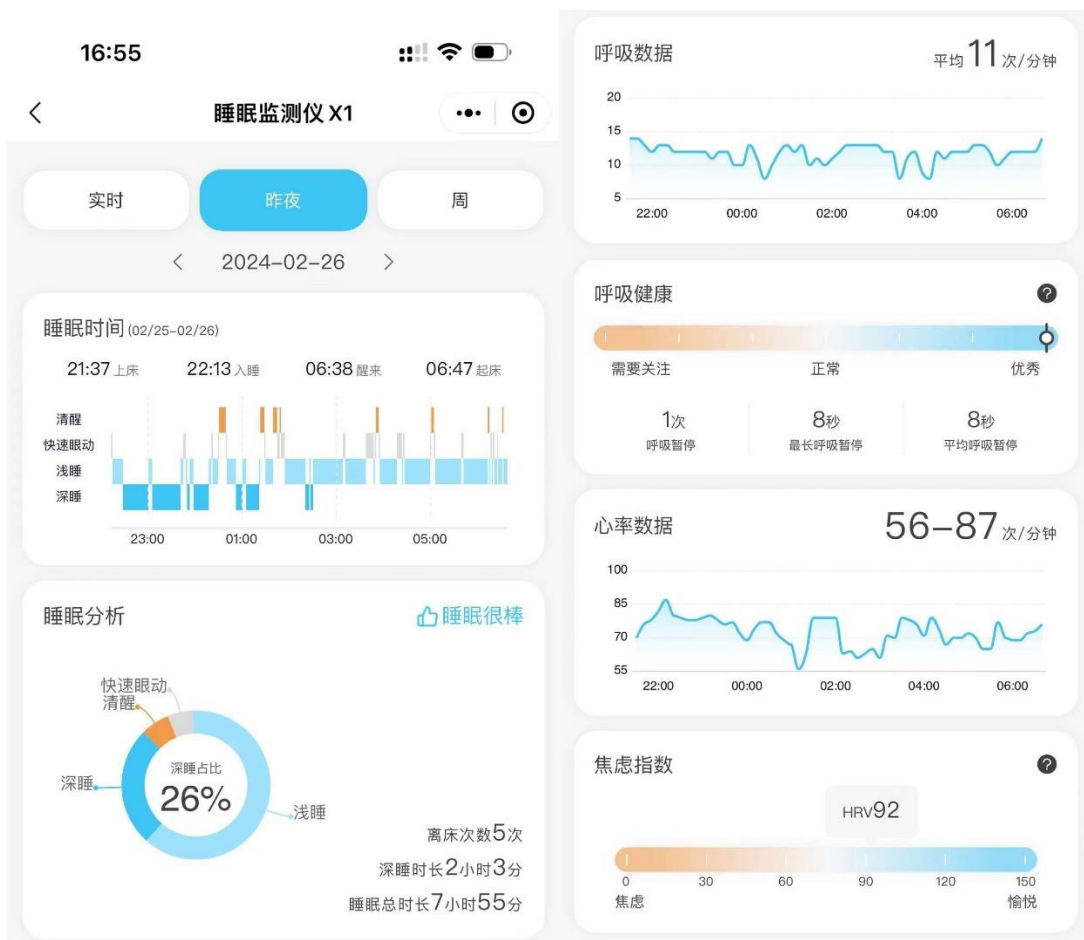 16:55
睡眠监测仪 X1
实时 昨夜 周
2024-02-26
睡眠时间 (02/25-02/26)
21:37 上床 22:13 入睡 06:38 醒来 06:47 起床
清醒
快速眼动
浅睡
深睡
23:00 01:00 03:00 05:00
睡眠分析 睡眠很棒
快速眼动
清醒
深睡
深睡占比
26%
浅睡
离床次数5次
深睡时长2小时3分
睡眠总时长7小时55分
呼吸数据 平均 11 次/分钟
20
15
10
5
22:00 00:00 02:00 04:00 06:00
呼吸健康 ?
需要关注 正常 优秀
1次 8秒 8秒
呼吸暂停 最长呼吸暂停 平均呼吸暂停
心率数据 56-87 次/分钟
100
85
70
55
22:00 00:00 02:00 04:00 06:00
焦虑指数 ?
HRV92
0 30 60 90 120 150
焦虑 愉悦